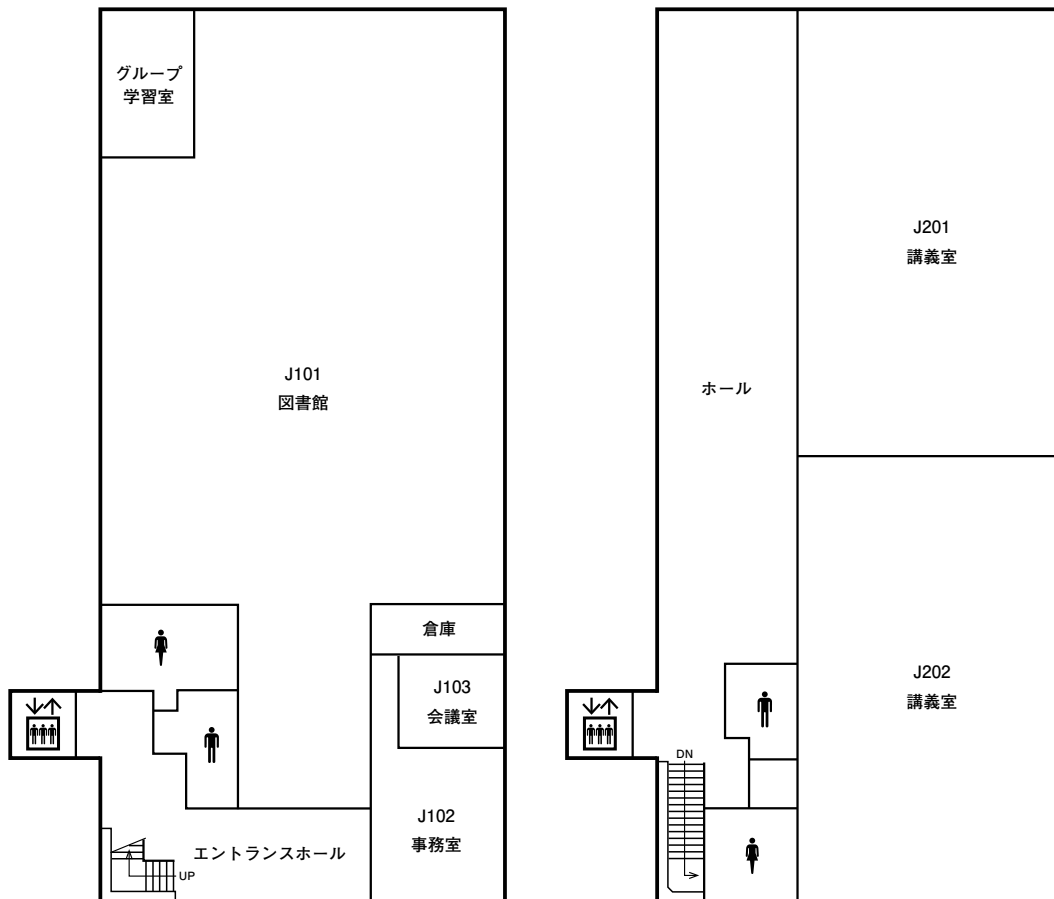 グループ
学習室
J101
図書館
倉庫
J103
会議室
J102
事務室
エントランスホール
UP
J201
講義室
ホール
J202
講義室
DN